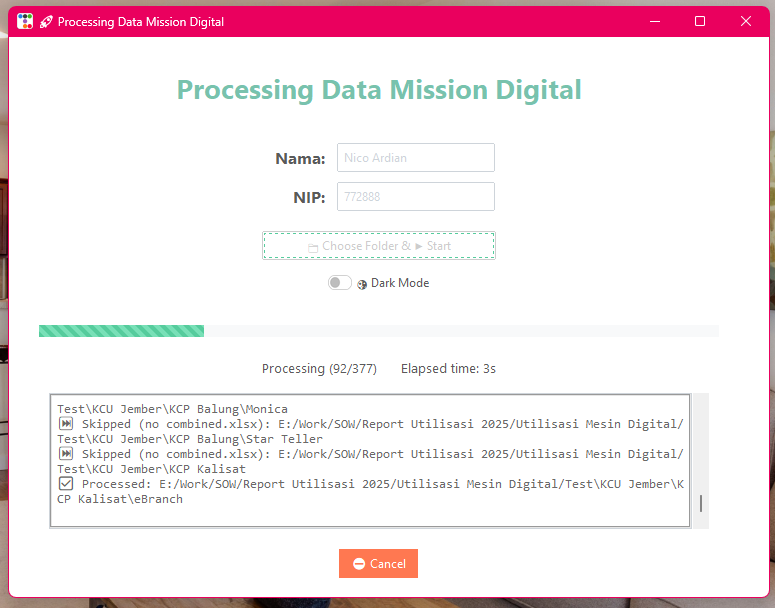 Processing Data Mission Digital
Processing Data Mission Digital
Nama: Nico Ardian
NIP: 772888
Choose Folder & ▶ Start
Dark Mode
Processing (92/377) Elapsed time: 3s
Test\KCU Jember\KCP Balung\Monica
⏭ Skipped (no combined.xlsx): E:/Work/SOW/Report Utilisasi 2025/Utilisasi Mesin Digital/
Test\KCU Jember\KCP Balung\Star Teller
⏭ Skipped (no combined.xlsx): E:/Work/SOW/Report Utilisasi 2025/Utilisasi Mesin Digital/
Test\KCU Jember\KCP Kalisat
☑ Processed: E:/Work/SOW/Report Utilisasi 2025/Utilisasi Mesin Digital/Test\KCU Jember\K
CP Kalisat\eBranch
Cancel